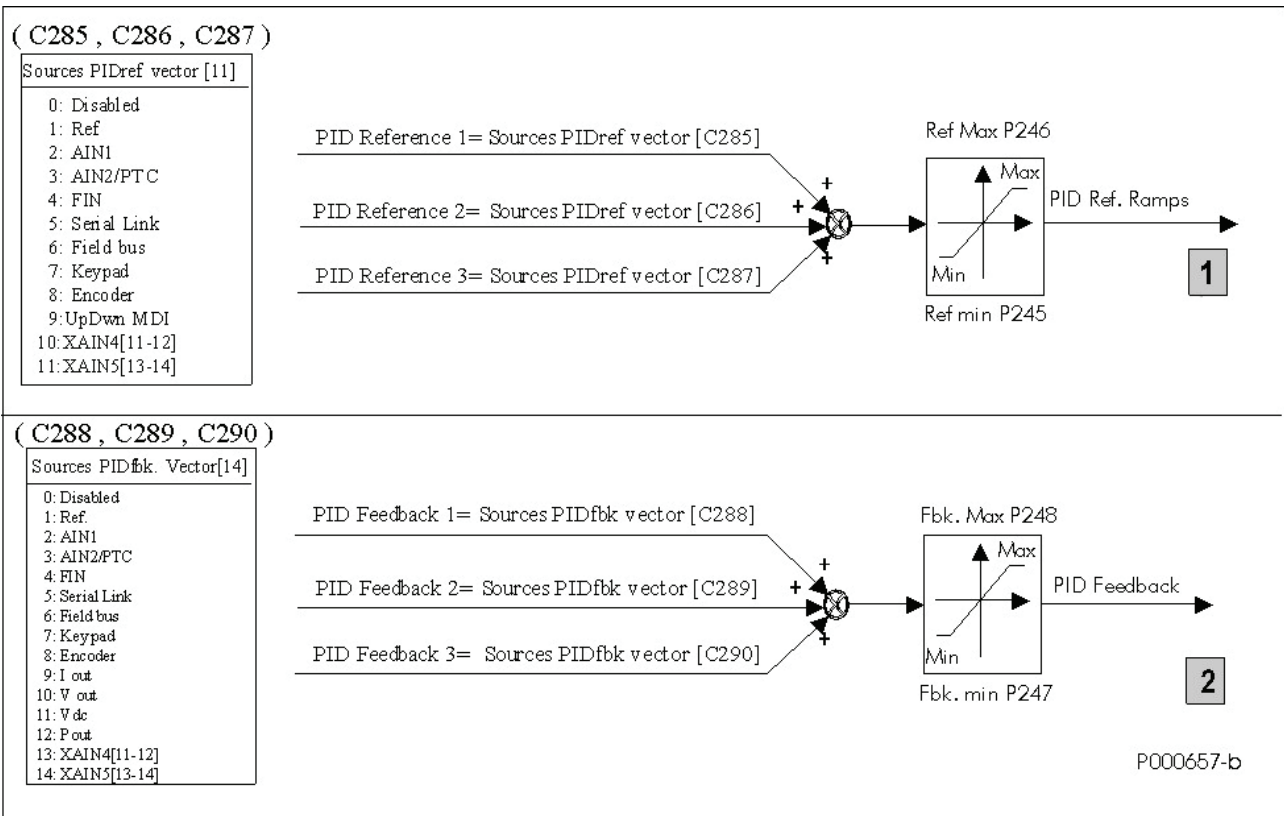 ( C285 , C286 , C287 )
Sources PIDref vector [11]
0: Disabled
1: Ref
2: AIN1
3: AIN2/PTC
4: FIN
5: Serial Link
6: Field bus
7: Keypad
8: Encoder
9:UpDwn MDI
10:XAIN4[11-12]
11:XAIN5[13-14]
PID Reference 1= Sources PIDref vector [C285]
PID Reference 2= Sources PIDref vector [C286]
PID Reference 3= Sources PIDref vector [C287]
+
+
+
Ref Max P246
Max
Min
Ref min P245
PID Ref. Ramps
1
( C288 , C289 , C290 )
Sources PIDfbk. Vector[14]
0: Disabled
1: Ref.
2: AIN1
3: AIN2/PTC
4: FIN
5: Serial Link
6: Field bus
7: Keypad
8: Encoder
9: I out
10: V out
11: Vdc
12: Pout
13: XAIN4[11-12]
14: XAIN5[13-14]
PID Feedback 1= Sources PIDfbk vector [C288]
PID Feedback 2= Sources PIDfbk vector [C289]
PID Feedback 3= Sources PIDfbk vector [C290]
+
+
+
Fbk. Max P248
Max
Min
Fbk. min P247
PID Feedback
2
P000657-b